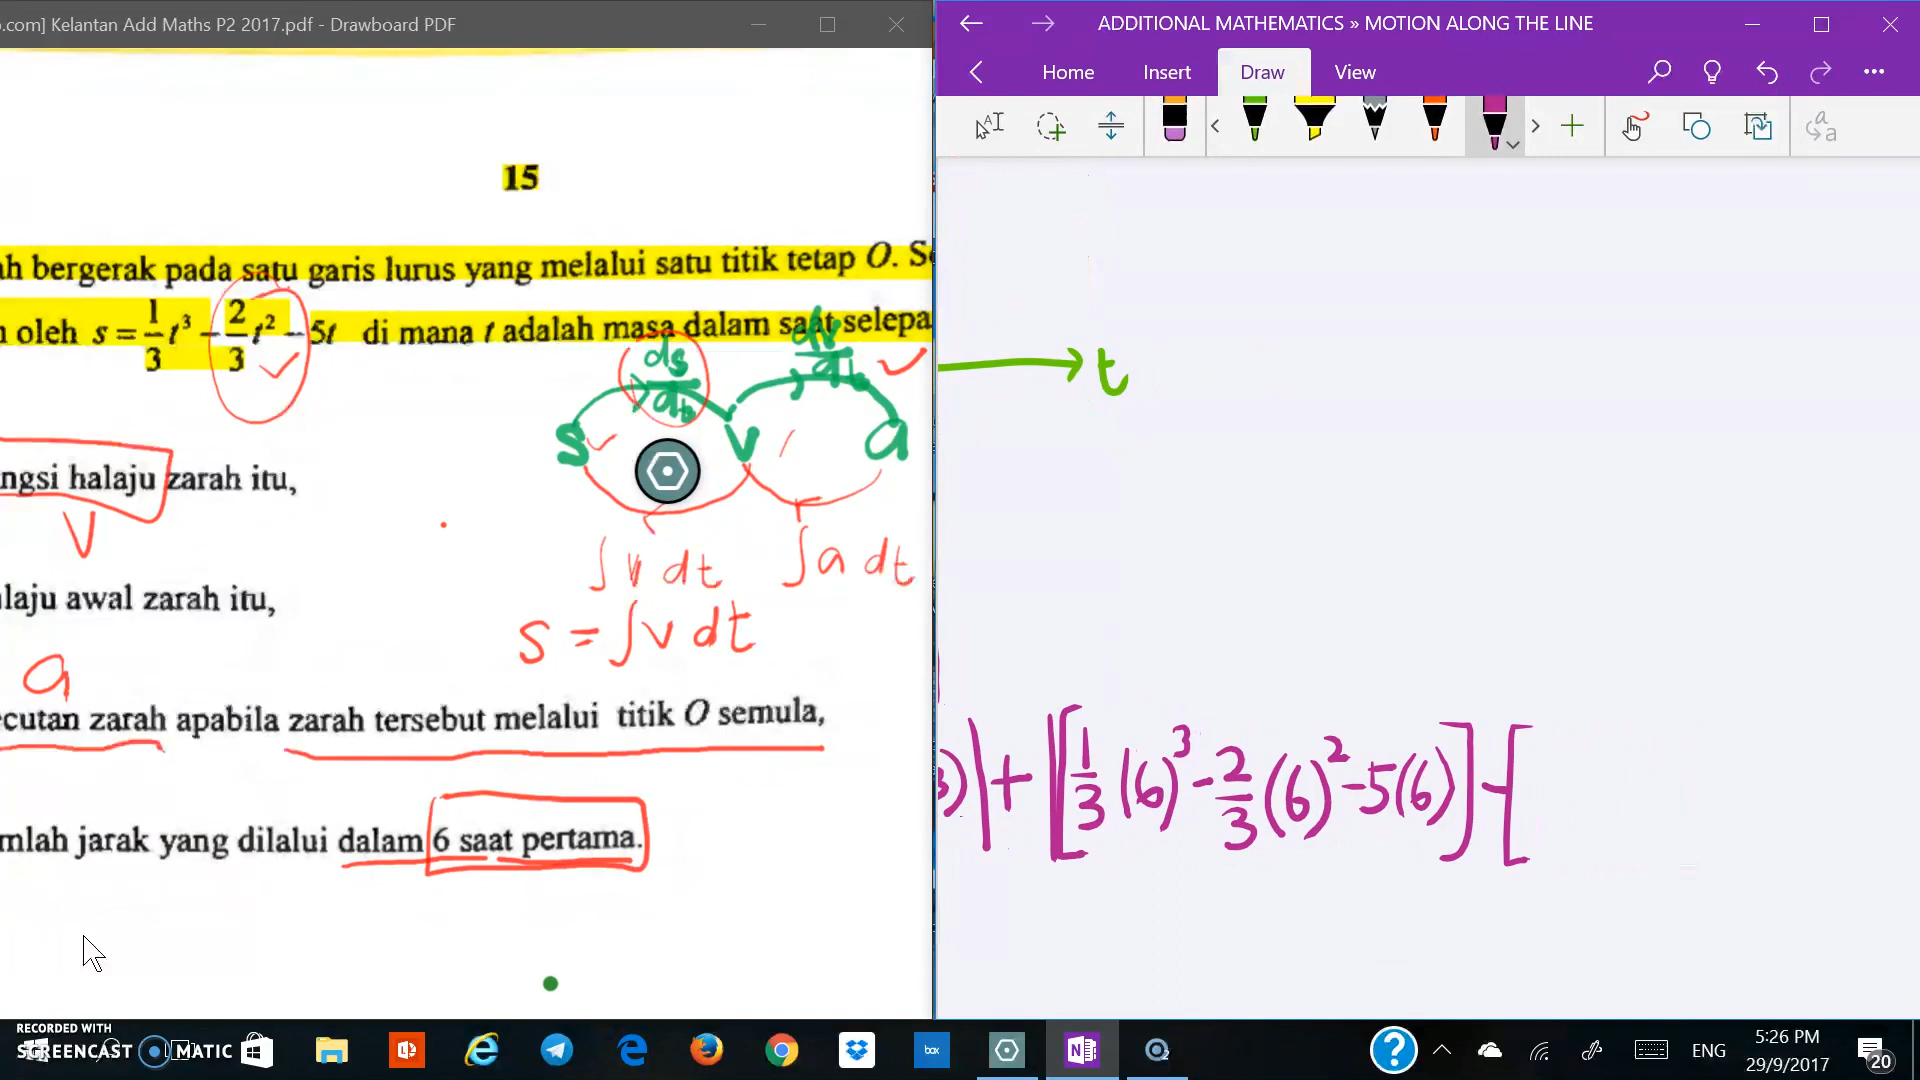 o.com] Kelantan Add Maths P2 2017.pdf - Drawboard PDF
15
ah bergerak pada satu garis lurus yang melalui satu titik tetap O. S
n oleh s = 1/3 t³ - 2/3 t² - 5t di mana t adalah masa dalam saat selepa
ds/dt dv/dt
s v a
ngsi halaju zarah itu,
V
∫ v dt ∫ a dt
laju awal zarah itu,
s = ∫ v dt
a
cutan zarah apabila zarah tersebut melalui titik O semula,
mlah jarak yang dilalui dalam 6 saat pertama.
ADDITIONAL MATHEMATICS » MOTION ALONG THE LINE
Home Insert Draw View
t
3)| + |[1/3 (6)³ - 2/3 (6)² - 5(6)] - [
RECORDED WITH
SCREENCAST MATIC
box
ENG
5:26 PM
29/9/2017
20